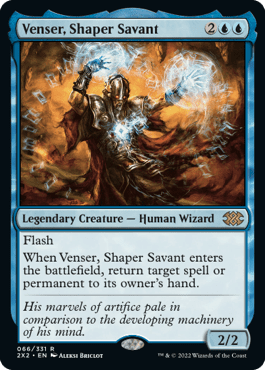 Venser, Shaper Savant 2
Legendary Creature — Human Wizard
Flash
When Venser, Shaper Savant enters
the battlefield, return target spell or
permanent to its owner's hand.
His marvels of artifice pale in
comparison to the developing machinery
of his mind.
2/2
066/331 R
2X2 • EN ALEKSI BRICLOT
™ & © 2022 Wizards of the Coast